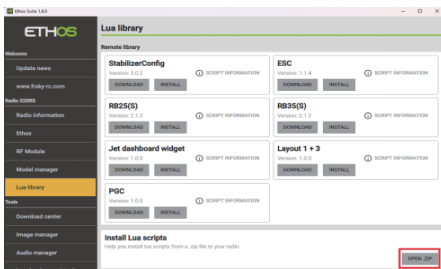 Ethos Suite 1.6.0
ETHOS
Lua library
Remote library
Welcome
Update news
www.frsky-rc.com
Radio X20RS
Radio information
Ethos
RF Module
Model manager
Lua library
Tools
Download center
Image manager
Audio manager
StabilizerConfig
Version: 3.0.2
SCRIPT INFORMATION
DOWNLOAD INSTALL
ESC
Version: 1.1.4
SCRIPT INFORMATION
DOWNLOAD INSTALL
RB25(S)
Version: 2.1.2
SCRIPT INFORMATION
DOWNLOAD INSTALL
RB35(S)
Version: 2.1.2
SCRIPT INFORMATION
DOWNLOAD INSTALL
Jet dashboard widget
Version: 1.0.0
SCRIPT INFORMATION
DOWNLOAD INSTALL
Layout 1 + 3
Version: 1.0.0
SCRIPT INFORMATION
DOWNLOAD INSTALL
PGC
Version: 1.0.0
SCRIPT INFORMATION
DOWNLOAD INSTALL
Install Lua scripts
Help you install lua scripts from a .zip file to your radio
OPEN .ZIP